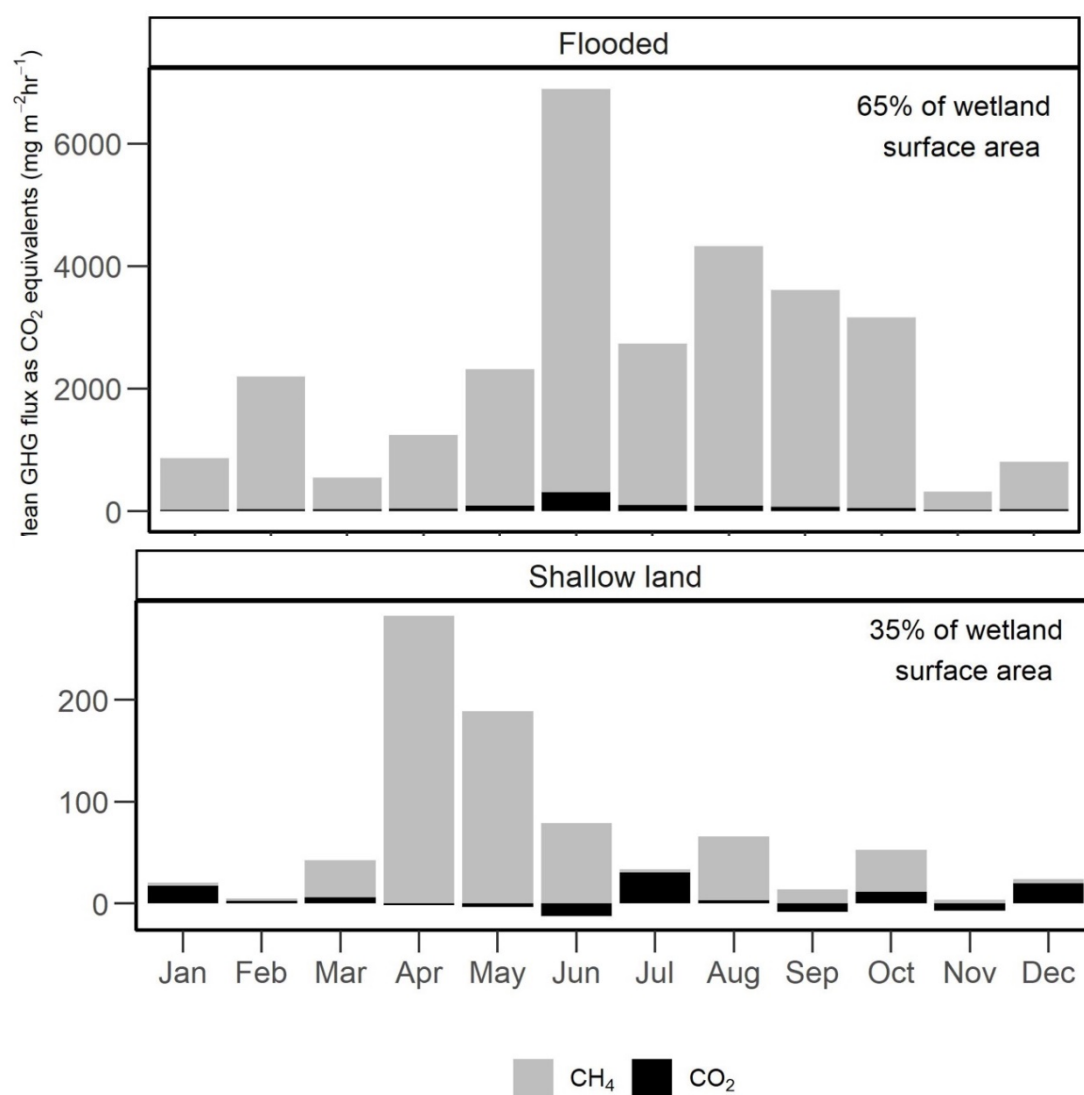 Flooded
Mean GHG flux as CO₂ equivalents (mg m⁻²hr⁻¹)
65% of wetland
surface area
6000
4000
2000
0
Shallow land
35% of wetland
surface area
200
100
0
Jan Feb Mar Apr May Jun Jul Aug Sep Oct Nov Dec
CH₄ CO₂